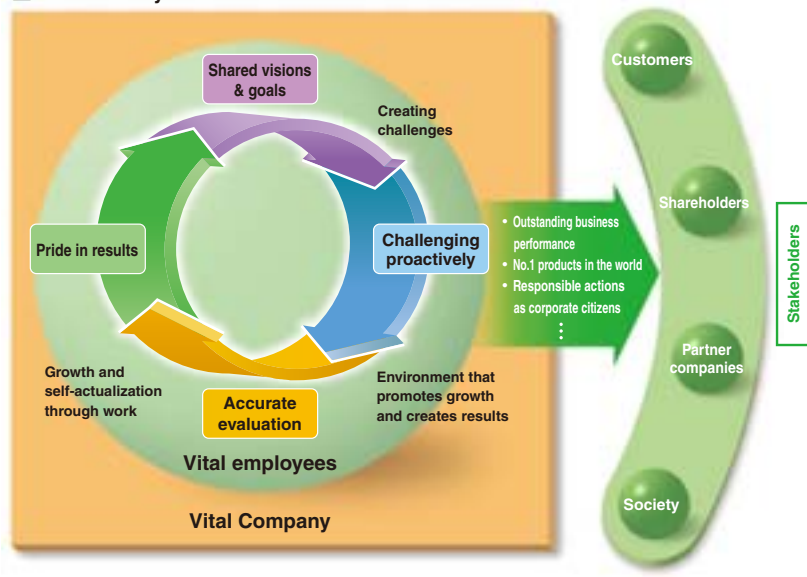 Shared visions
& goals
Creating
challenges
Pride in results
Challenging
proactively
Growth and
self-actualization
through work
Accurate
evaluation
Environment that
promotes growth
and creates results
Vital employees
Vital Company
• Outstanding business
performance
• No.1 products in the world
• Responsible actions
as corporate citizens
⋮
Customers
Shareholders
Partner
companies
Society
Stakeholders